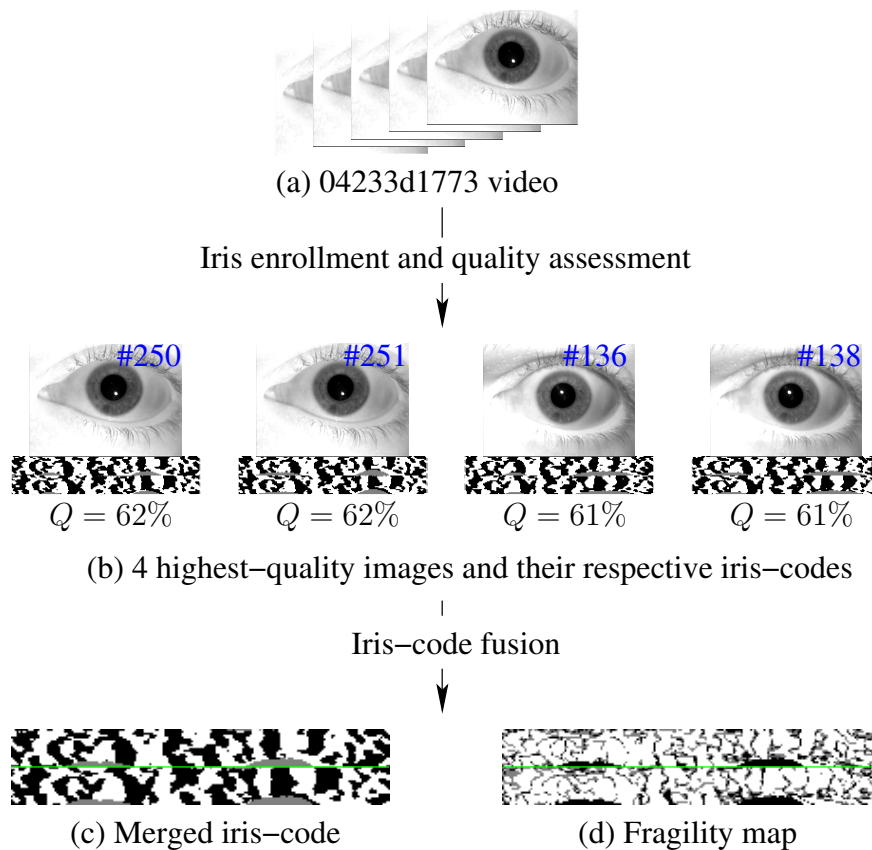 (a) 04233d1773 video
Iris enrollment and quality assessment
#250 #251 #136 #138
Q = 62% Q = 62% Q = 61% Q = 61%
(b) 4 highest−quality images and their respective iris−codes
Iris−code fusion
(c) Merged iris−code (d) Fragility map